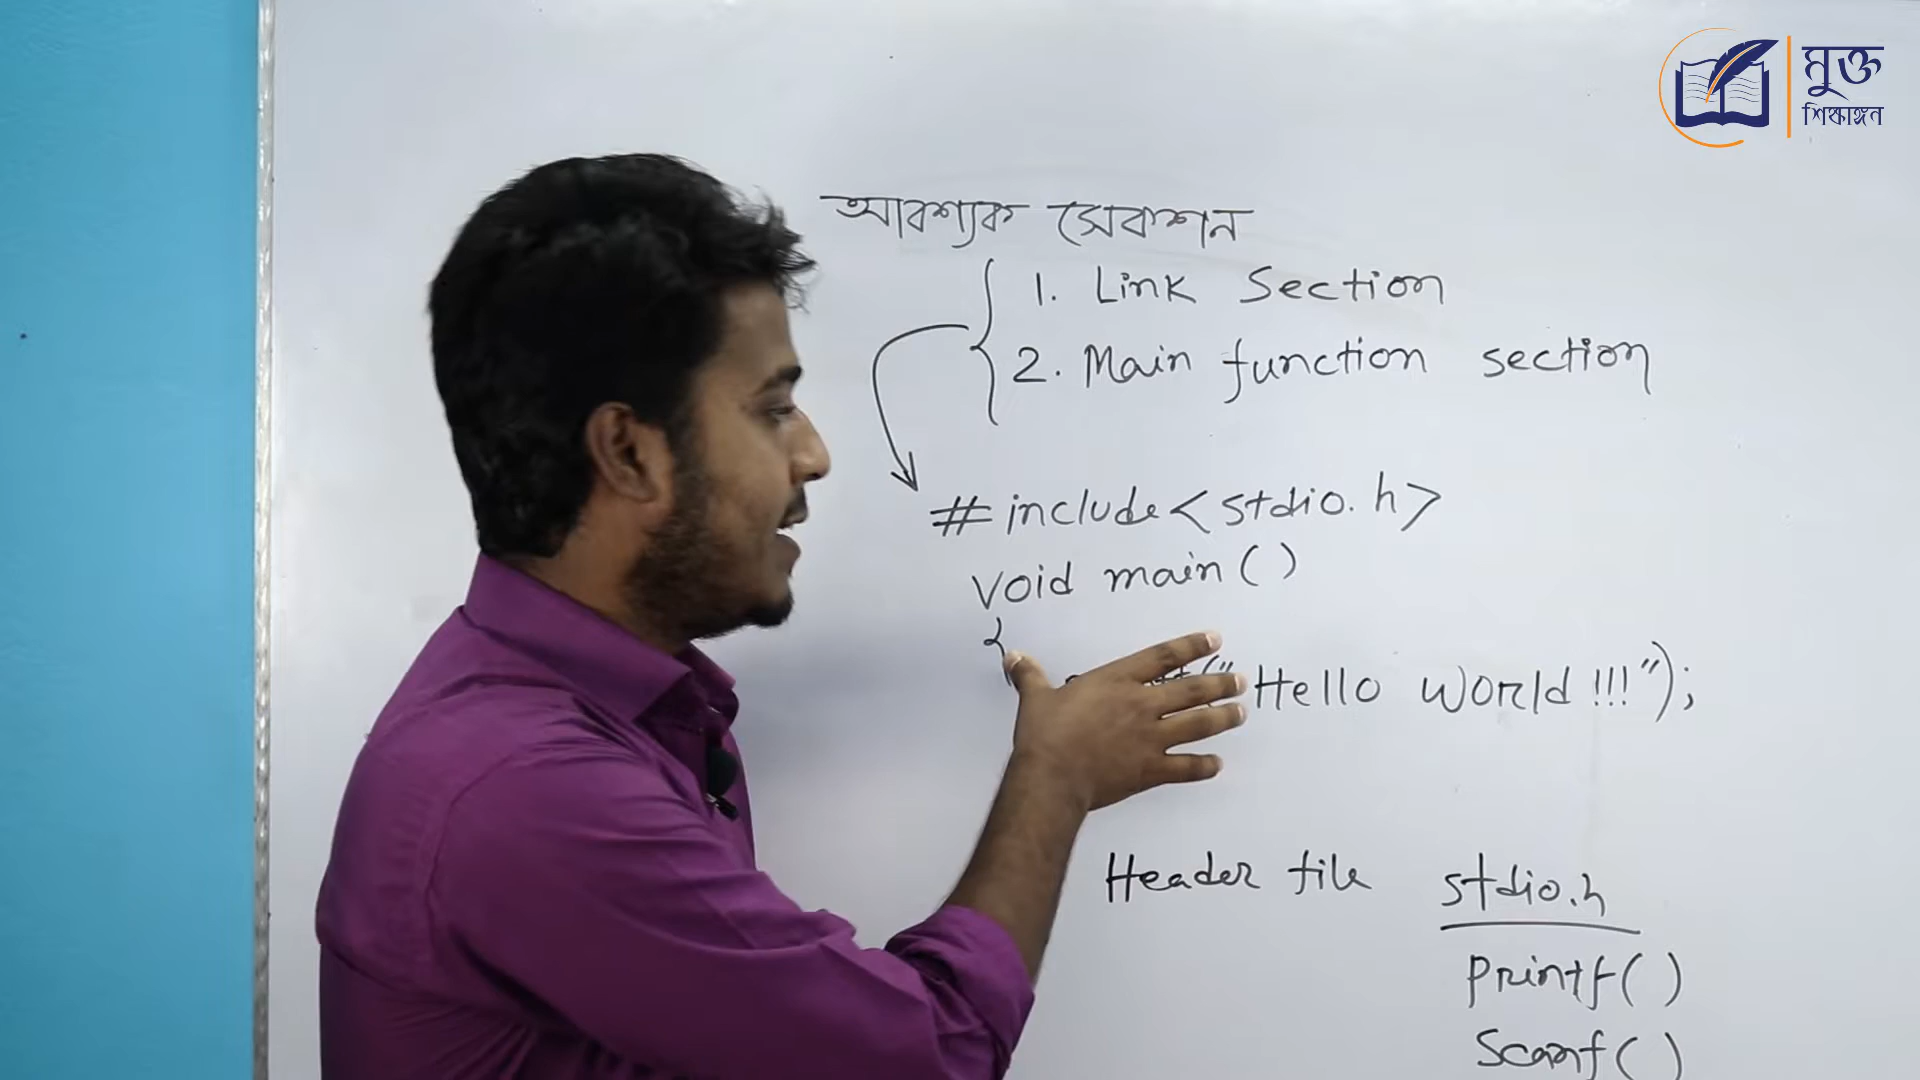 মুক্ত
শিক্ষাঙ্গন
আবশ্যক সেকশন
1. Link Section
2. Main function section
#include<stdio.h>
void main()
{
("Hello World!!!");
Header file stdio.h
printf()
Scanf()